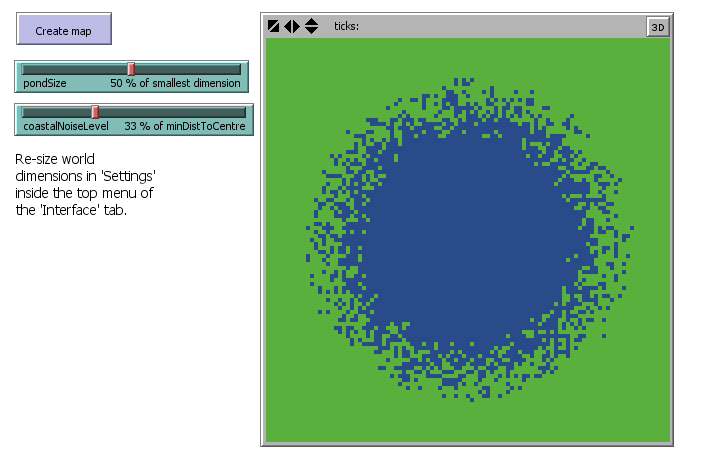 Create map
ticks:
3D
pondSize 50 % of smallest dimension
coastalNoiseLevel 33 % of minDistToCentre
Re-size world
dimensions in 'Settings'
inside the top menu of
the 'Interface' tab.